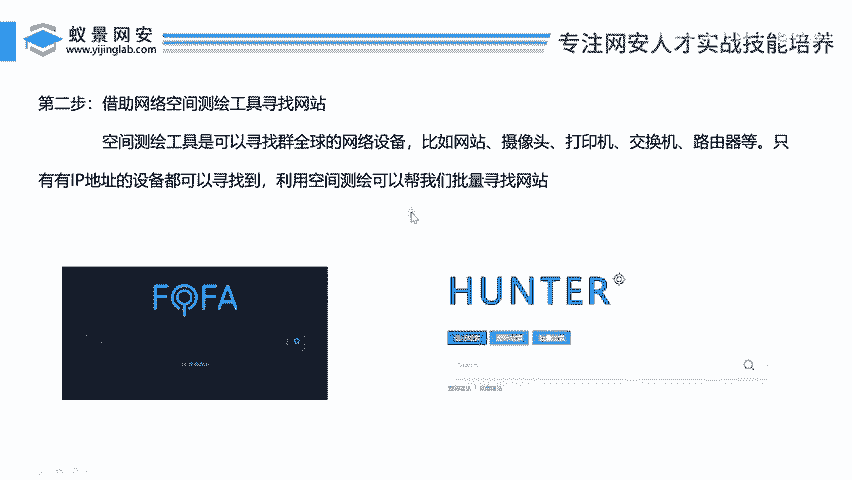 蚁景网安
www.yijinglab.com
专注网安人才实战技能培养
第二步：借助网络空间测绘工具寻找网站
空间测绘工具是可以寻找群全球的网络设备，比如网站、摄像头、打印机、交换机、路由器等。只
有有IP地址的设备都可以寻找到，利用空间测绘可以帮我们批量寻找网站
FOFA
HUNTER